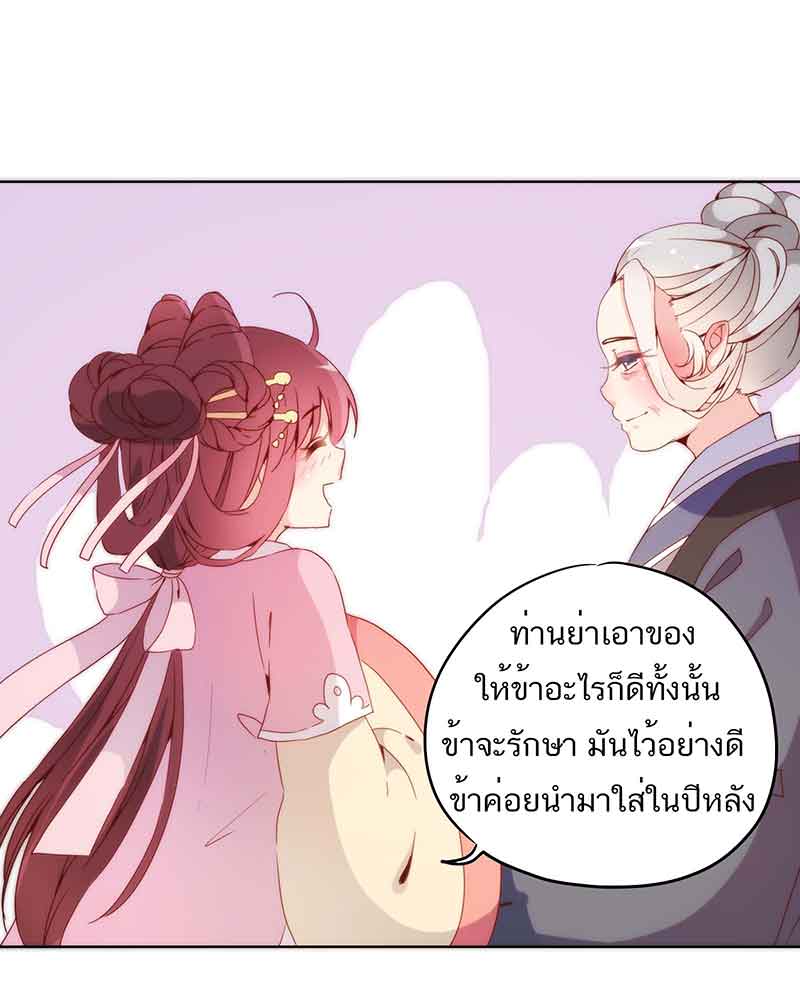 ท่านย่าเอาของ
ให้ข้าอะไรก็ดีทั้งนั้น
ข้าจะรักษา มันไว้อย่างดี
ข้าค่อยนำมาใส่ในปีหลัง